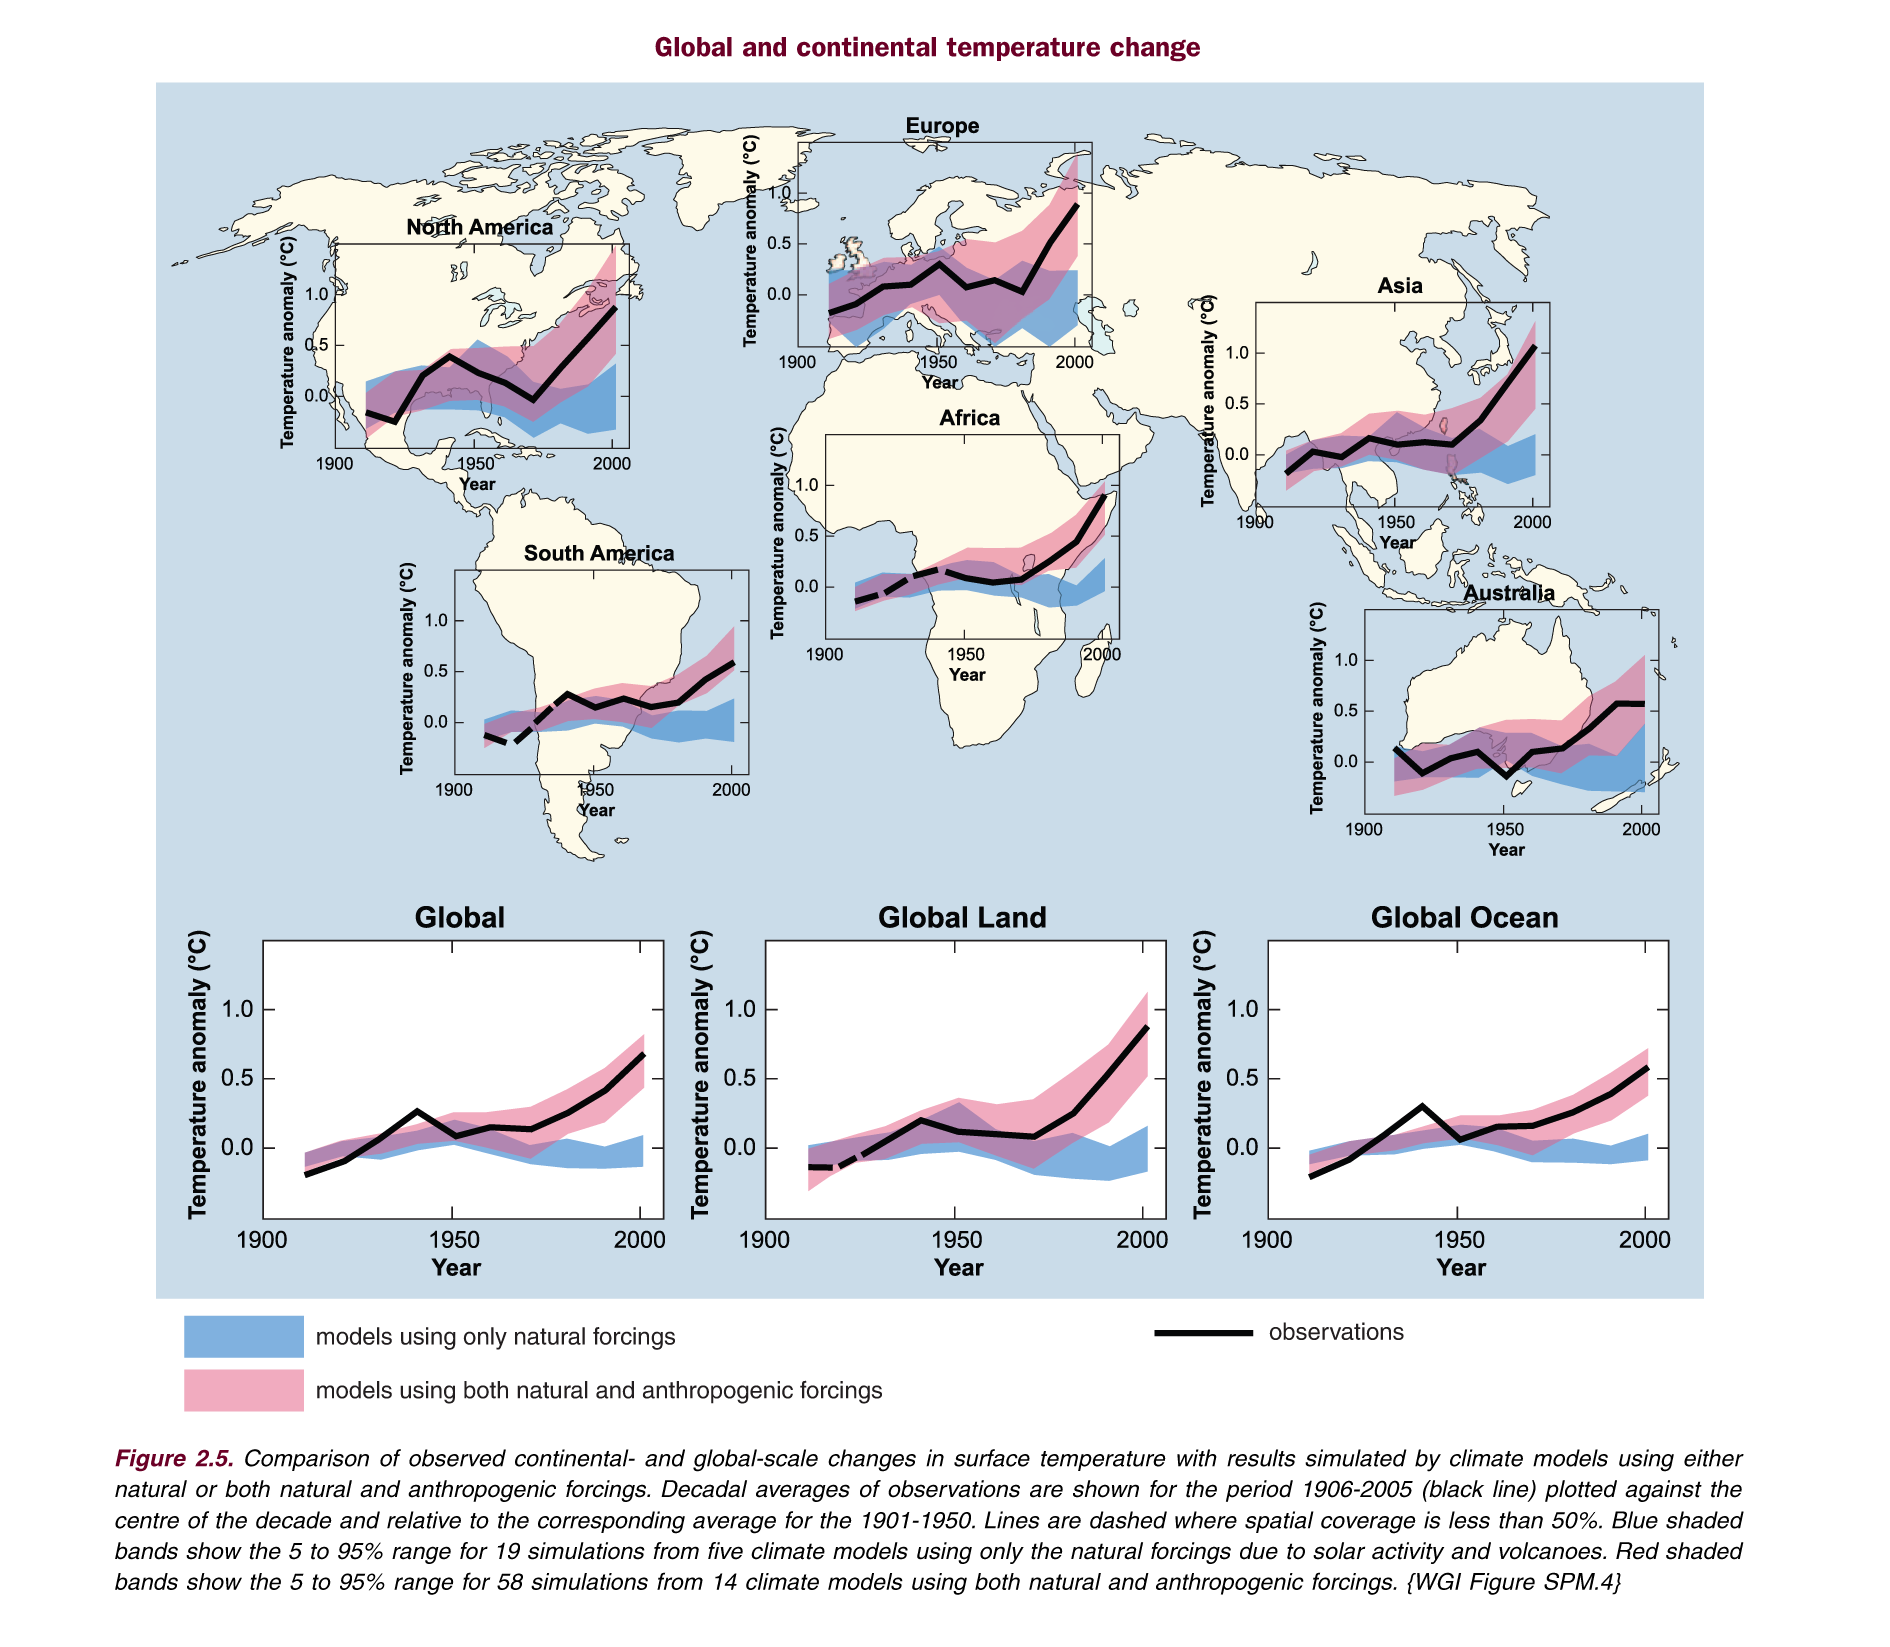 Global and continental temperature change
Europe
Temperature anomaly (°C)
1.0
0.5
0.0
1900
1950
2000
Year
North America
Temperature anomaly (°C)
1.0
0.5
0.0
1900
1950
2000
Year
Asia
Temperature anomaly (°C)
1.0
0.5
0.0
1900
1950
2000
Year
Africa
Temperature anomaly (°C)
1.0
0.5
0.0
1900
1950
2000
Year
South America
Temperature anomaly (°C)
1.0
0.5
0.0
1900
1950
2000
Year
Australia
Temperature anomaly (°C)
1.0
0.5
0.0
1900
1950
2000
Year
Global
Temperature anomaly (°C)
1.0
0.5
0.0
1900
1950
2000
Year
Global Land
Temperature anomaly (°C)
1.0
0.5
0.0
1900
1950
2000
Year
Global Ocean
Temperature anomaly (°C)
1.0
0.5
0.0
1900
1950
2000
Year
models using only natural forcings
observations
models using both natural and anthropogenic forcings
Figure 2.5. Comparison of observed continental- and global-scale changes in surface temperature with results simulated by climate models using either
natural or both natural and anthropogenic forcings. Decadal averages of observations are shown for the period 1906-2005 (black line) plotted against the
centre of the decade and relative to the corresponding average for the 1901-1950. Lines are dashed where spatial coverage is less than 50%. Blue shaded
bands show the 5 to 95% range for 19 simulations from five climate models using only the natural forcings due to solar activity and volcanoes. Red shaded
bands show the 5 to 95% range for 58 simulations from 14 climate models using both natural and anthropogenic forcings. {WGI Figure SPM.4}